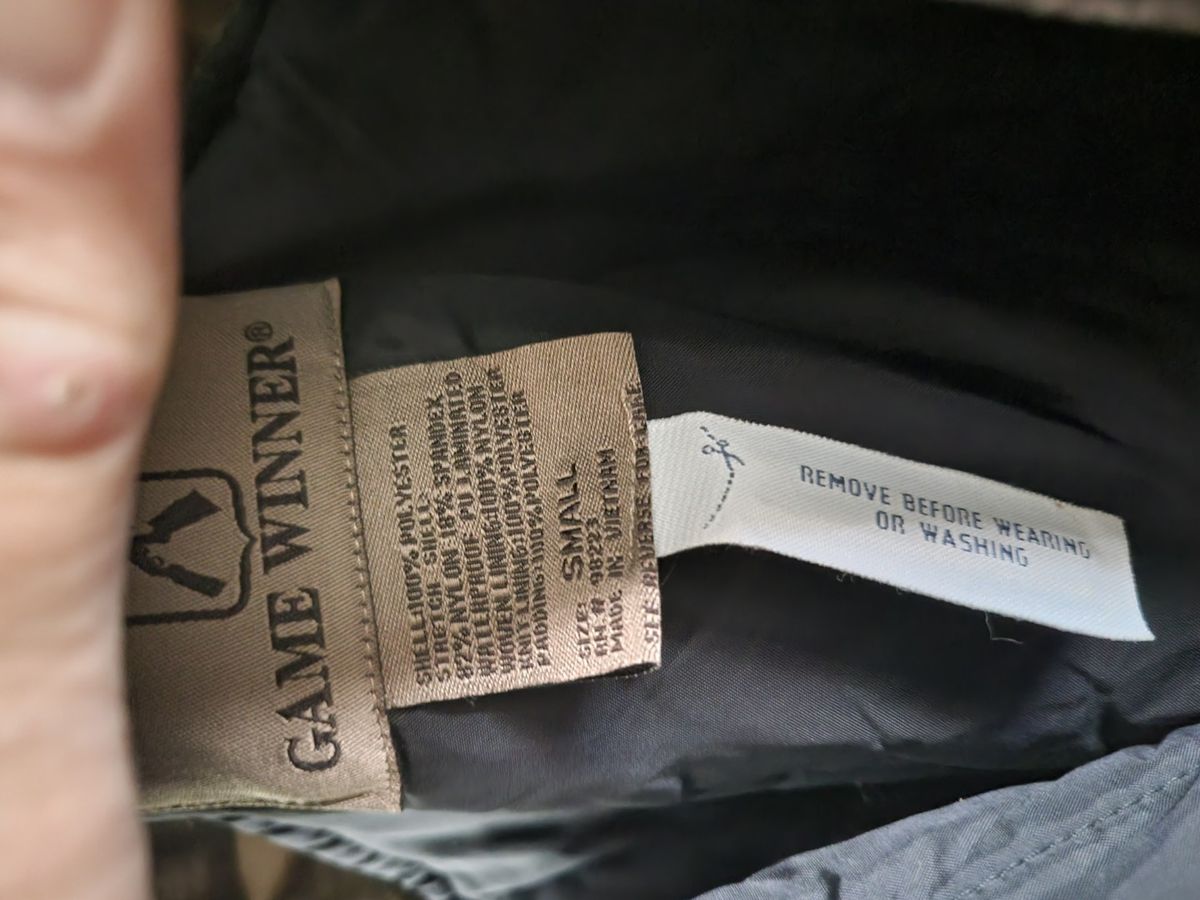 GAME WINNER®
SHELL:100% POLYESTER
STRETCH SHELL:
82% NYLON 18% SPANDEX
WATERPROOF PU LAMINATED
WOVEN LINING:100% NYLON
KNIT LINING:100%POLYESTER
PADDING:100%POLYESTER
SIZE: SMALL
RN # 98223
MADE IN VIETNAM
SEE REVERSE FOR CARE
REMOVE BEFORE WEARING
OR WASHING